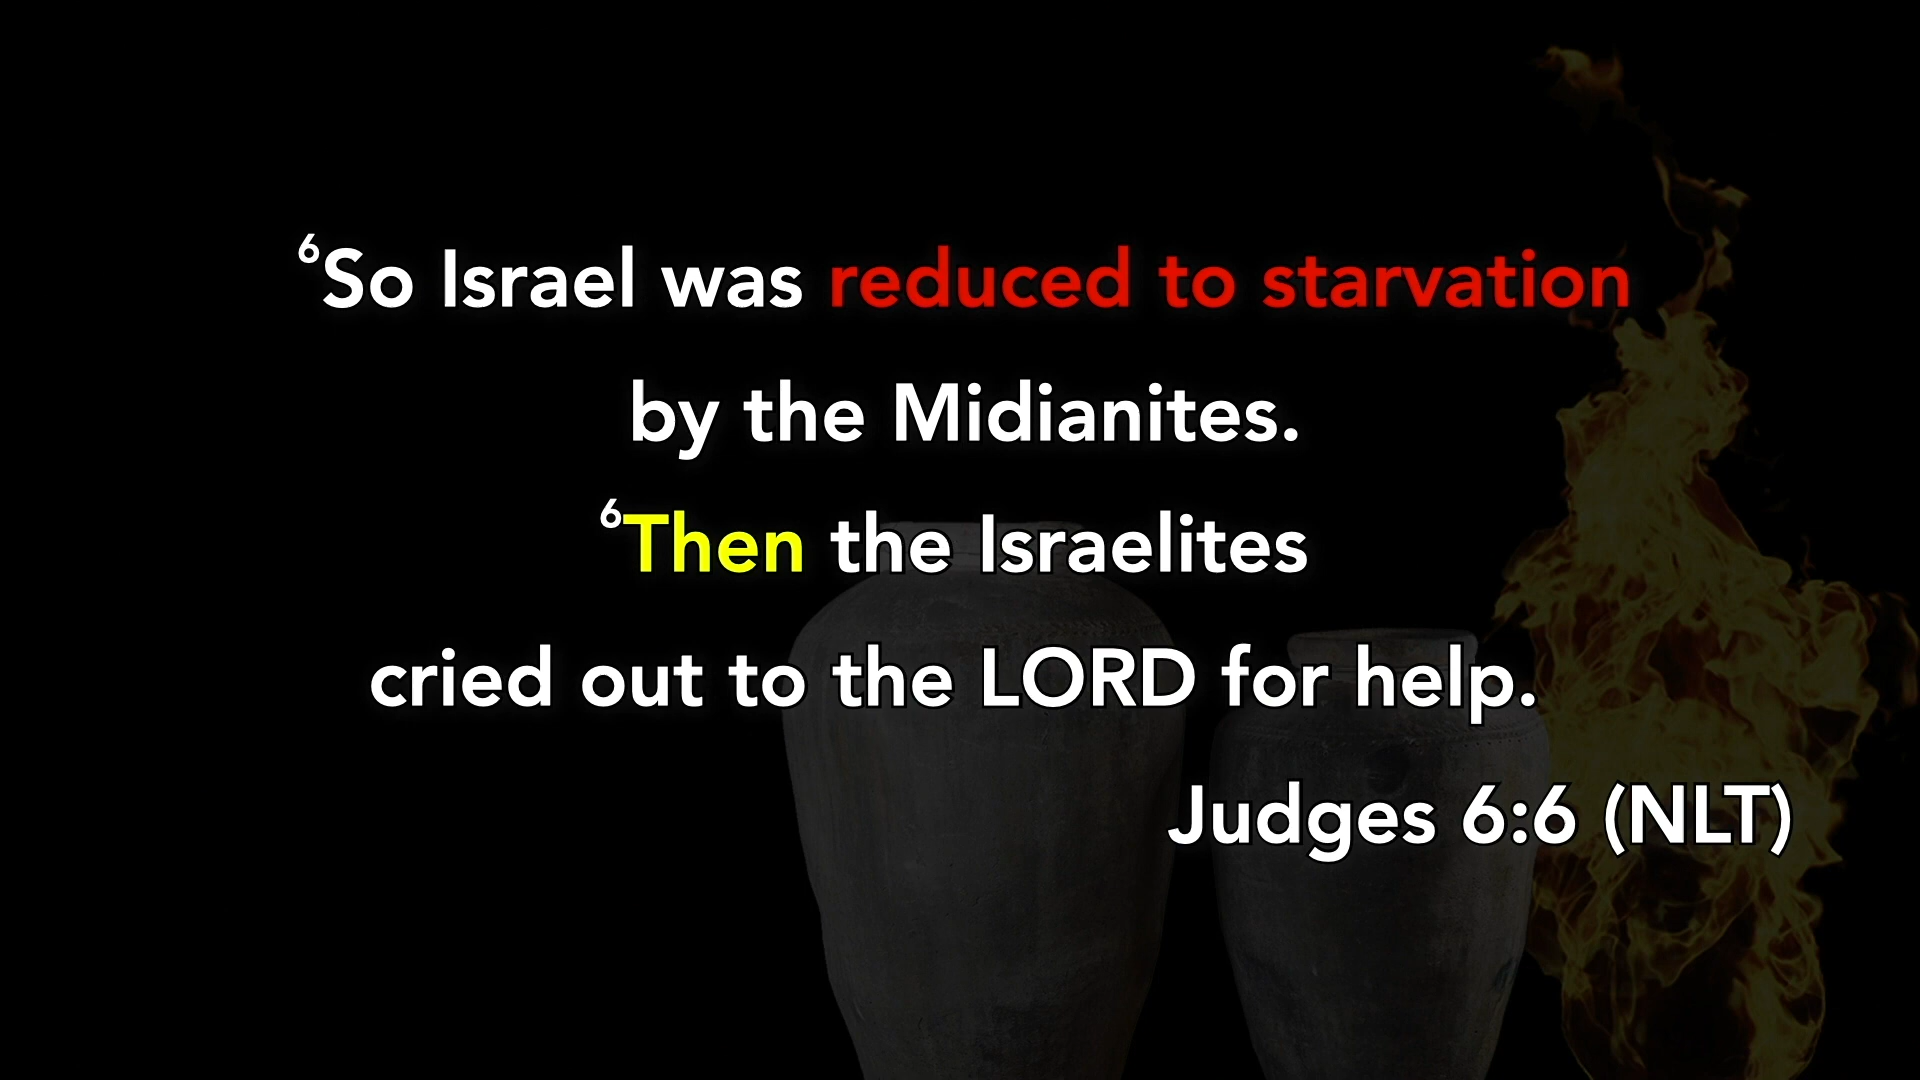 ⁶So Israel was reduced to starvation
by the Midianites.
⁶Then the Israelites
cried out to the LORD for help.
Judges 6:6 (NLT)